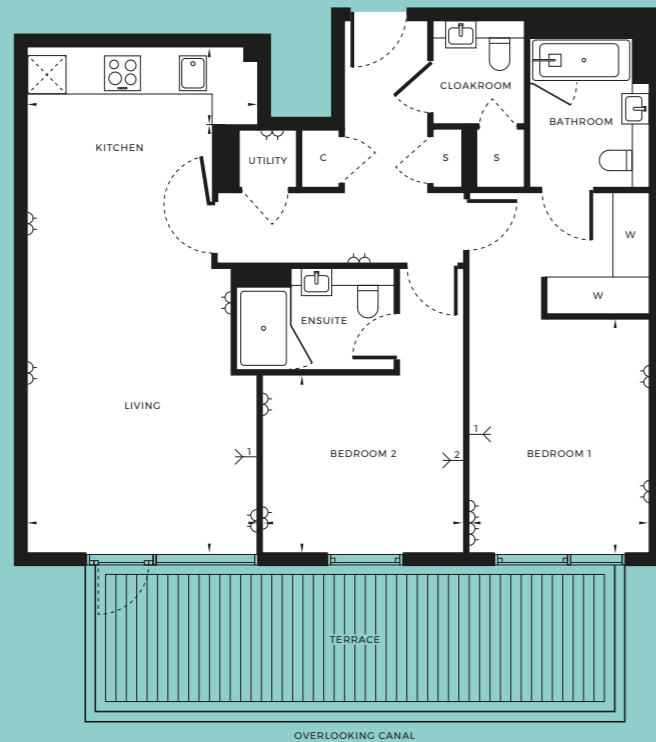 CLOAKROOM
BATHROOM
KITCHEN
UTILITY
C
S
S
W
W
ENSUITE
LIVING
1
BEDROOM 2
2
1
BEDROOM 1
TERRACE
OVERLOOKING CANAL